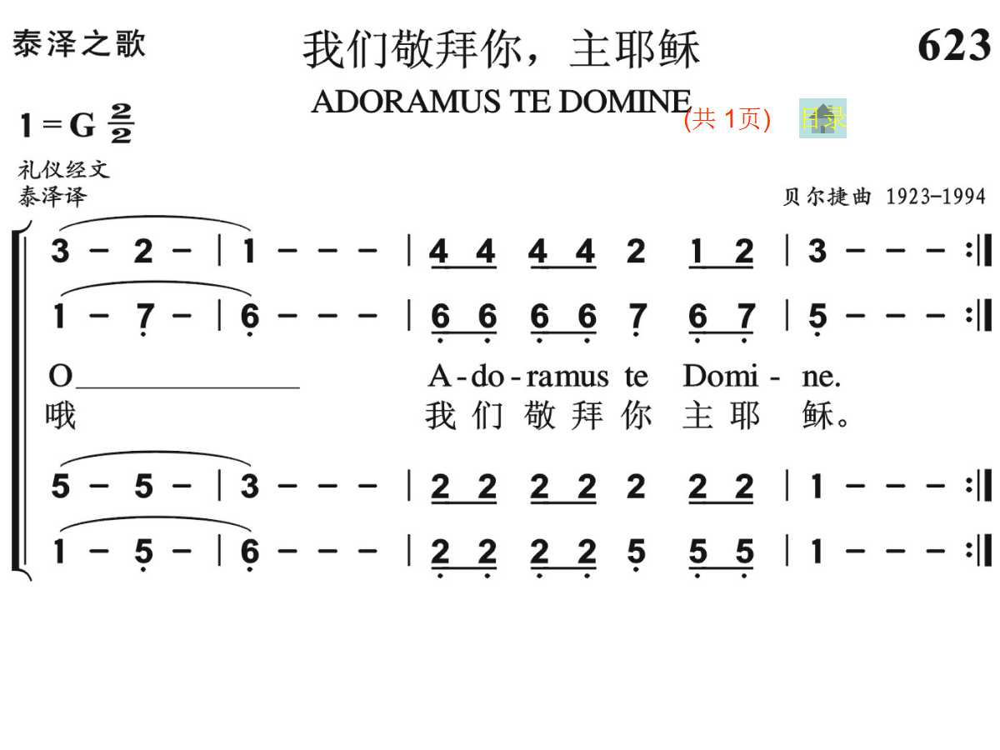 泰泽之歌
我们敬拜你，主耶稣
623
ADORAMUS TE DOMINE
(共 1页)
目录
1 = G 2/2
礼仪经文
泰泽译
贝尔捷曲 1923–1994
3 – 2 – | 1 – – – | 4 4 4 4 2 1 2 | 3 – – – :||
1 – 7̣ – | 6̣ – – – | 6̣ 6̣ 6̣ 6̣ 7̣ 6̣ 7̣ | 5̣ – – – :||
O________________ A-do-ramus te Domi- ne.
哦 我们敬拜你主耶 稣。
5 – 5 – | 3 – – – | 2 2 2 2 2 2 2 | 1 – – – :||
1 – 5̣ – | 6̣ – – – | 2̣ 2̣ 2̣ 2̣ 5̣ 5̣ 5̣ | 1 – – – :||